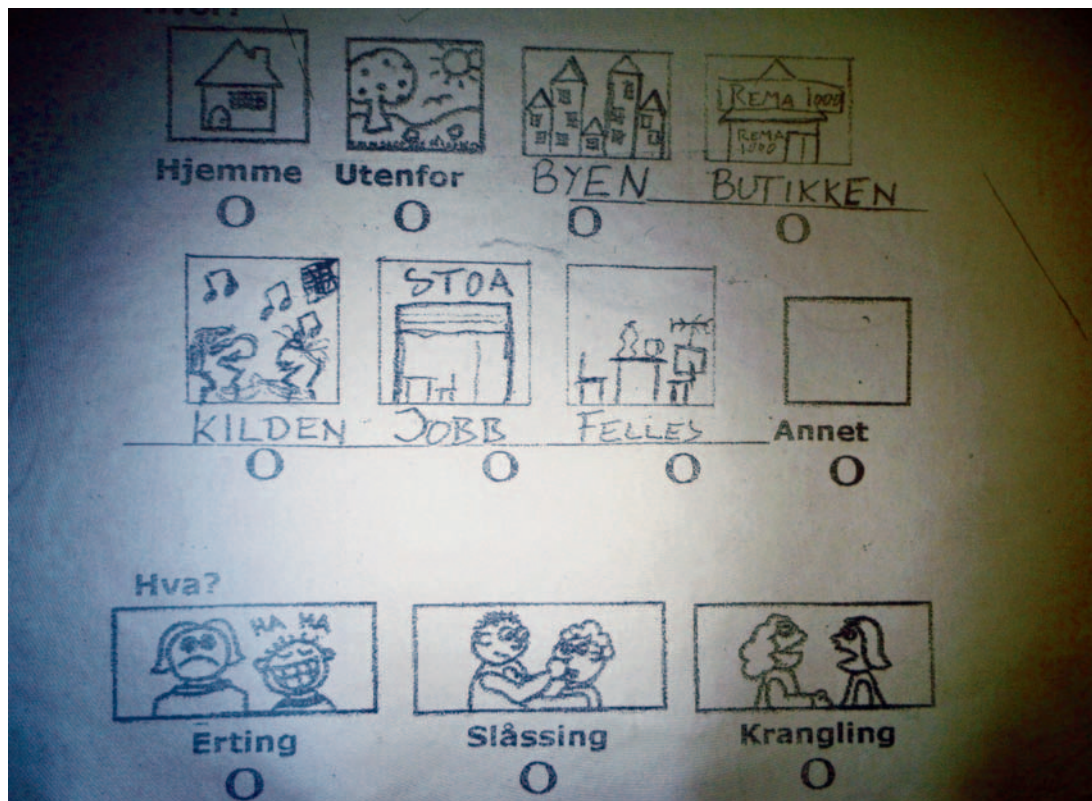 Hvor?
REMA 1000
REMA
1000
Hjemme Utenfor BYEN BUTIKKEN
O O O O
STOA
KILDEN JOBB FELLES Annet
O O O O
Hva?
HA HA
Erting Slåssing Krangling
O O O